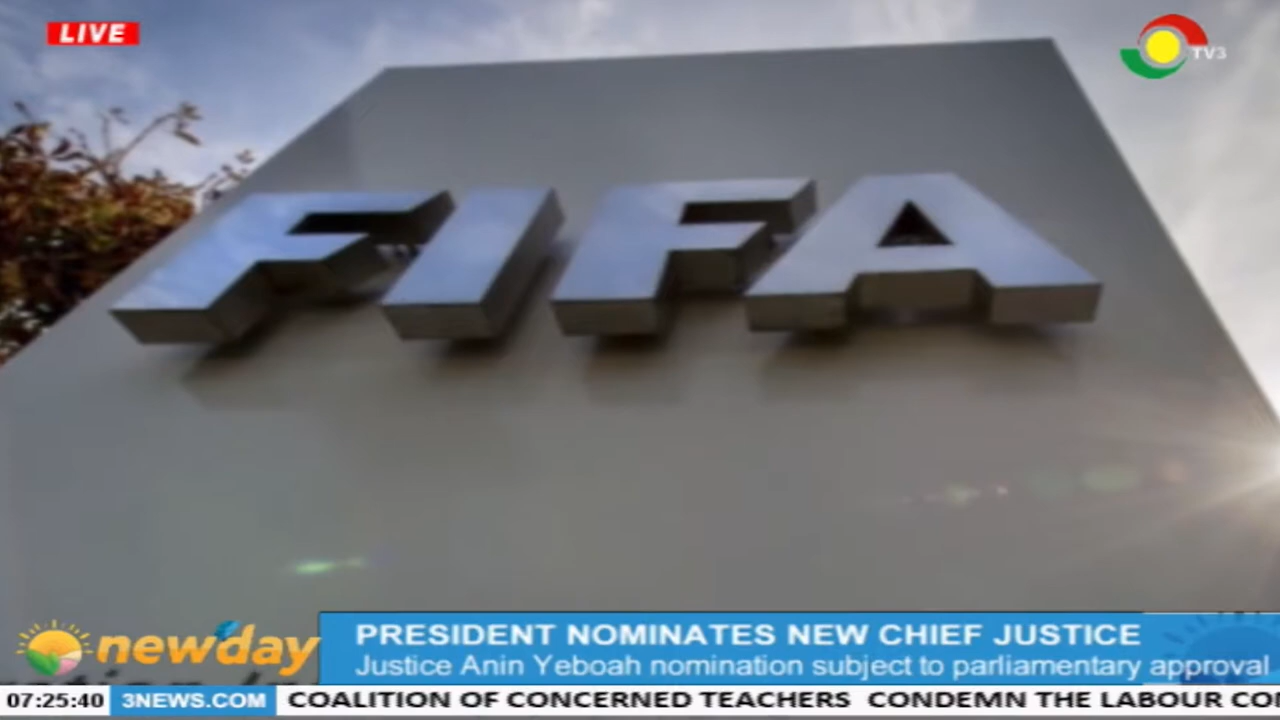 LIVE
TV3
FIFA
newday
PRESIDENT NOMINATES NEW CHIEF JUSTICE
Justice Anin Yeboah nomination subject to parliamentary approval
07:25:40 3NEWS.COM COALITION OF CONCERNED TEACHERS CONDEMN THE LABOUR